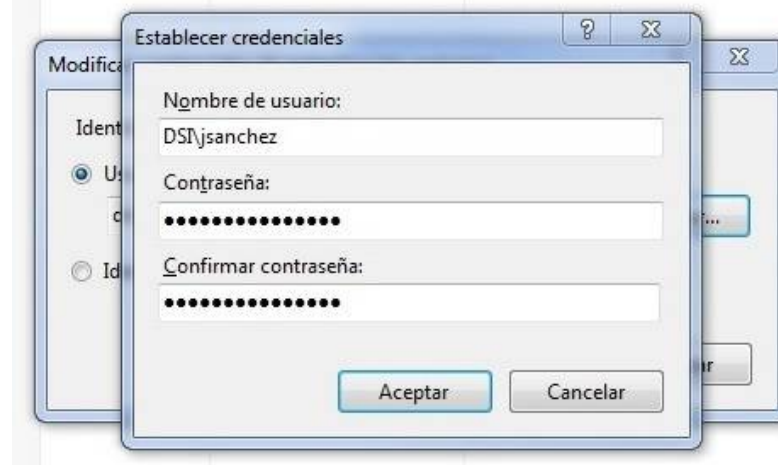 Establecer credenciales
Modifica
Nombre de usuario:
Ident
DSI\jsanchez
Contraseña:
●●●●●●●●●●●●●●●
Confirmar contraseña:
●●●●●●●●●●●●●●●
Aceptar
Cancelar